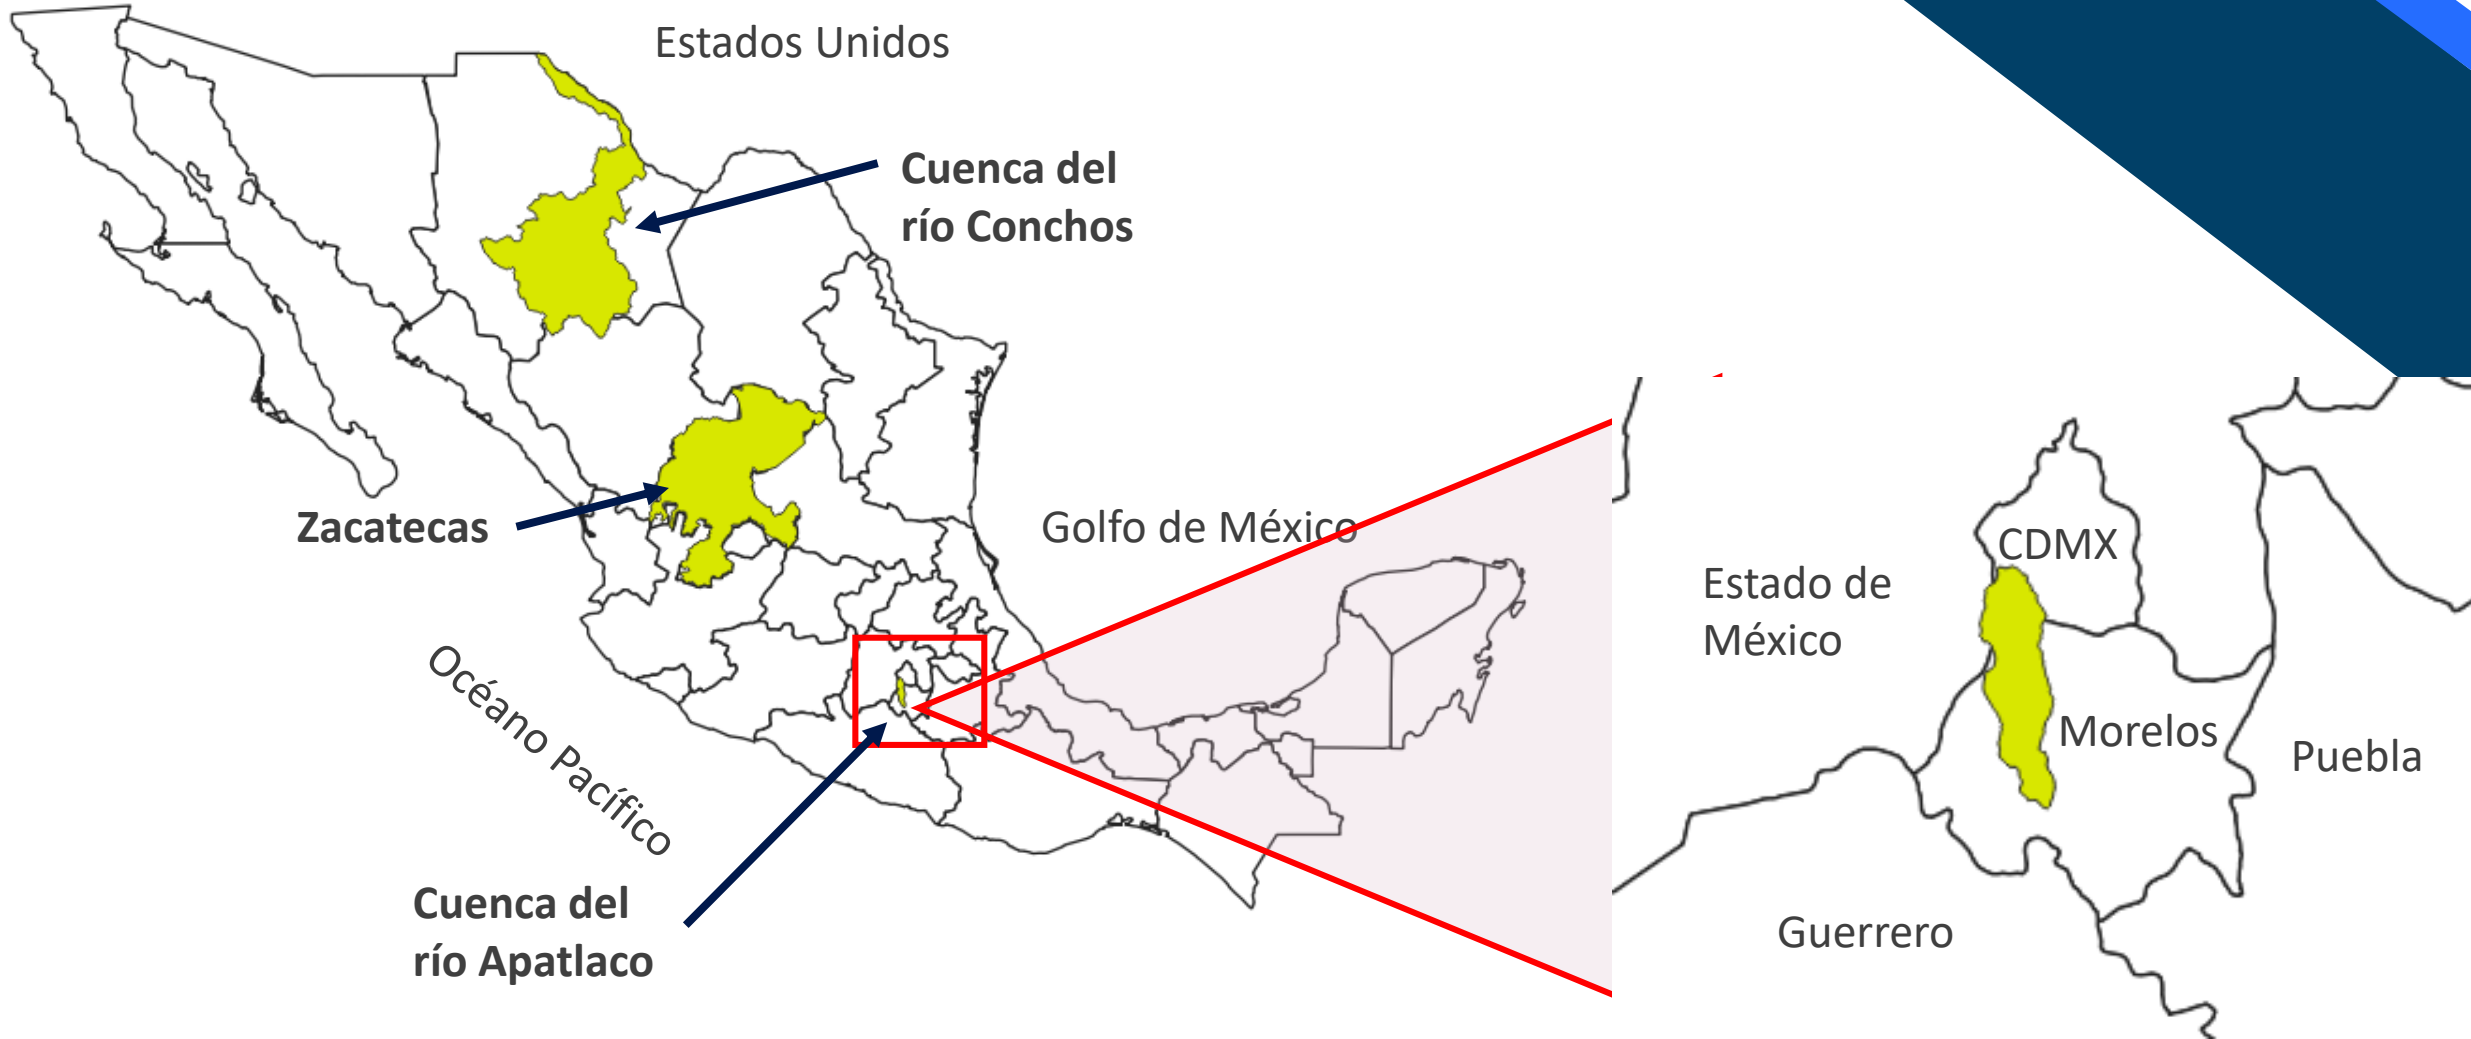 Estados Unidos
Cuenca del
río Conchos
Zacatecas
Golfo de México
Océano Pacífico
Cuenca del
río Apatlaco
CDMX
Estado de
México
Morelos
Puebla
Guerrero